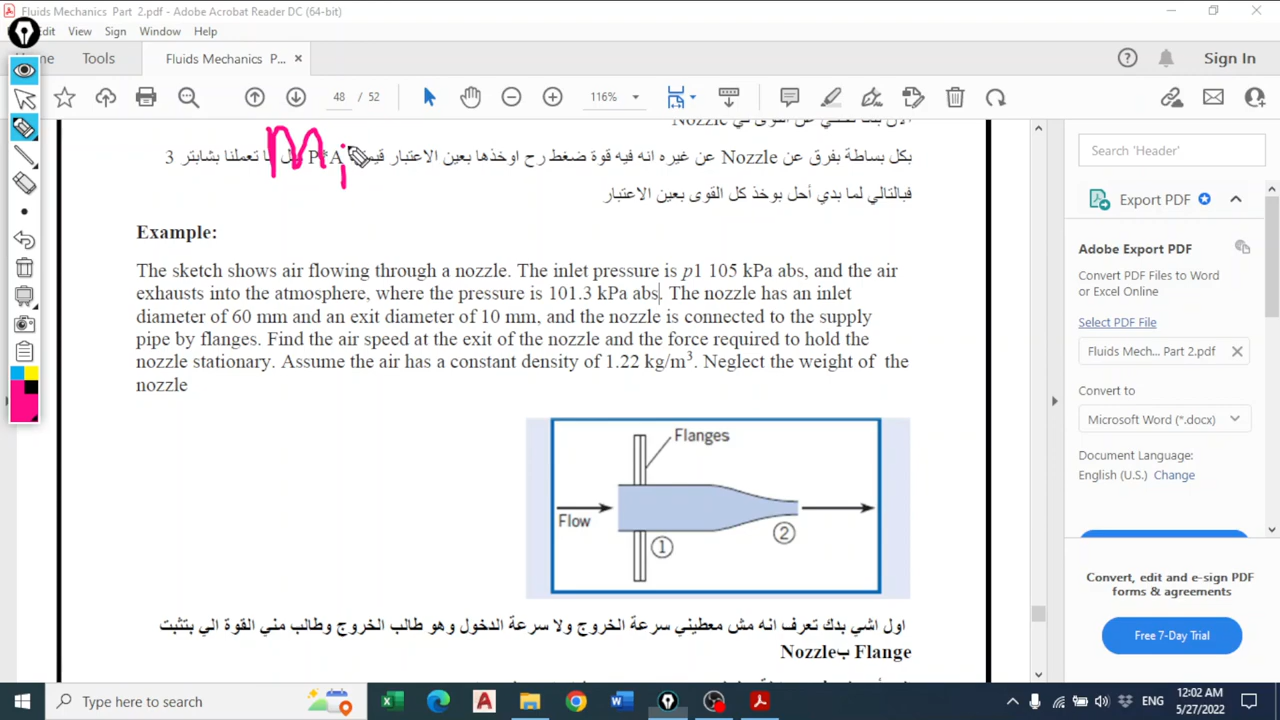 Fluids Mechanics Part 2.pdf - Adobe Acrobat Reader DC (64-bit)
View Sign Window Help
Tools
Fluids Mechanics P... ×
Sign In
48 / 52
116%
بكل بساطة بفرق عن Nozzle عن غيره انه فيه قوة ضغط رح اوخذها بعين الاعتبار P*A تعملنا بشابتر 3
فبالتالي لما بدي أحل بوخذ كل القوى بعين الاعتبار
mi
Example:
The sketch shows air flowing through a nozzle. The inlet pressure is p1 105 kPa abs, and the air
exhausts into the atmosphere, where the pressure is 101.3 kPa abs. The nozzle has an inlet
diameter of 60 mm and an exit diameter of 10 mm, and the nozzle is connected to the supply
pipe by flanges. Find the air speed at the exit of the nozzle and the force required to hold the
nozzle stationary. Assume the air has a constant density of 1.22 kg/m³. Neglect the weight of the
nozzle
Flanges
Flow
①
②
اول اشي بدك تعرف انه مش معطيني سرعة الخروج ولا سرعة الدخول وهو طالب الخروج وطالب مني القوة الي بتثبت
Nozzleب Flange
Search 'Header'
Export PDF
Adobe Export PDF
Convert PDF Files to Word
or Excel Online
Select PDF File
Fluids Mech... Part 2.pdf
Convert to
Microsoft Word (*.docx)
Document Language:
English (U.S.) Change
Convert, edit and e-sign PDF
forms & agreements
Free 7-Day Trial
Type here to search
ENG
12:02 AM
5/27/2022